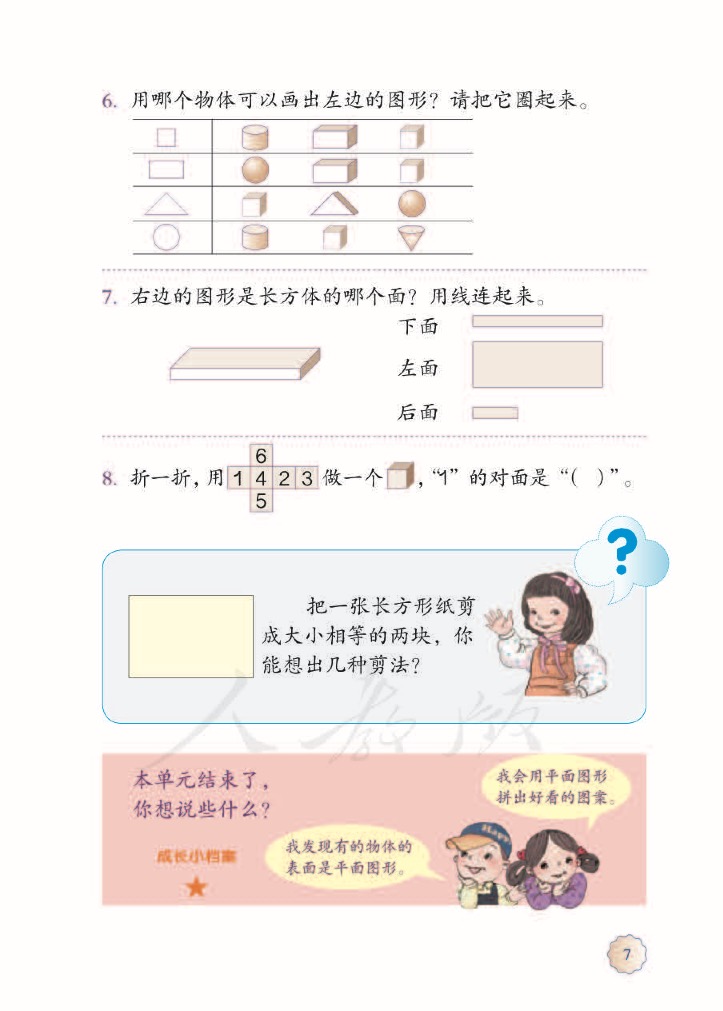 6. 用哪个物体可以画出左边的图形？请把它圈起来。
7. 右边的图形是长方体的哪个面？用线连起来。
下面
左面
后面
8. 折一折，用
6
1 4 2 3
5
做一个 ，“1”的对面是“（ ）”。
?
把一张长方形纸剪
成大小相等的两块，你
能想出几种剪法？
人教版
本单元结束了，
你想说些什么？
成长小档案
我会用平面图形
拼出好看的图案。
我发现有的物体的
表面是平面图形。
Happy
7